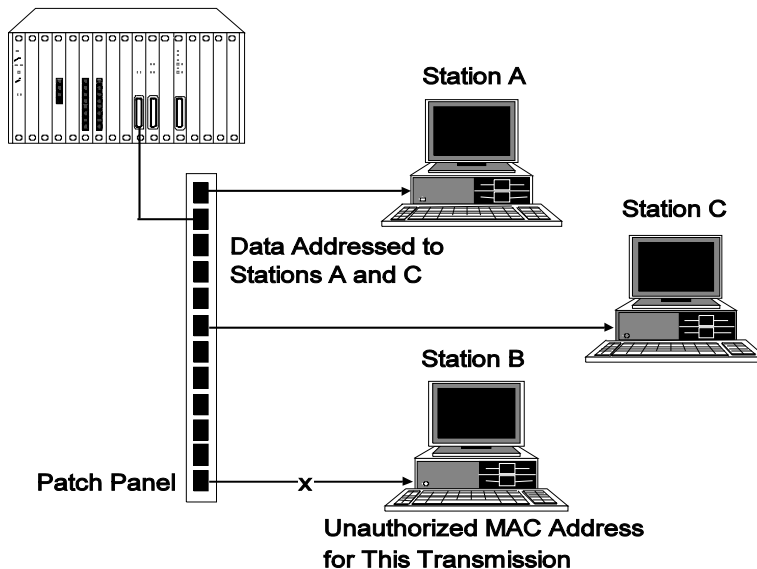 Station A
Station C
Data Addressed to
Stations A and C
Station B
Patch Panel
x
Unauthorized MAC Address
for This Transmission